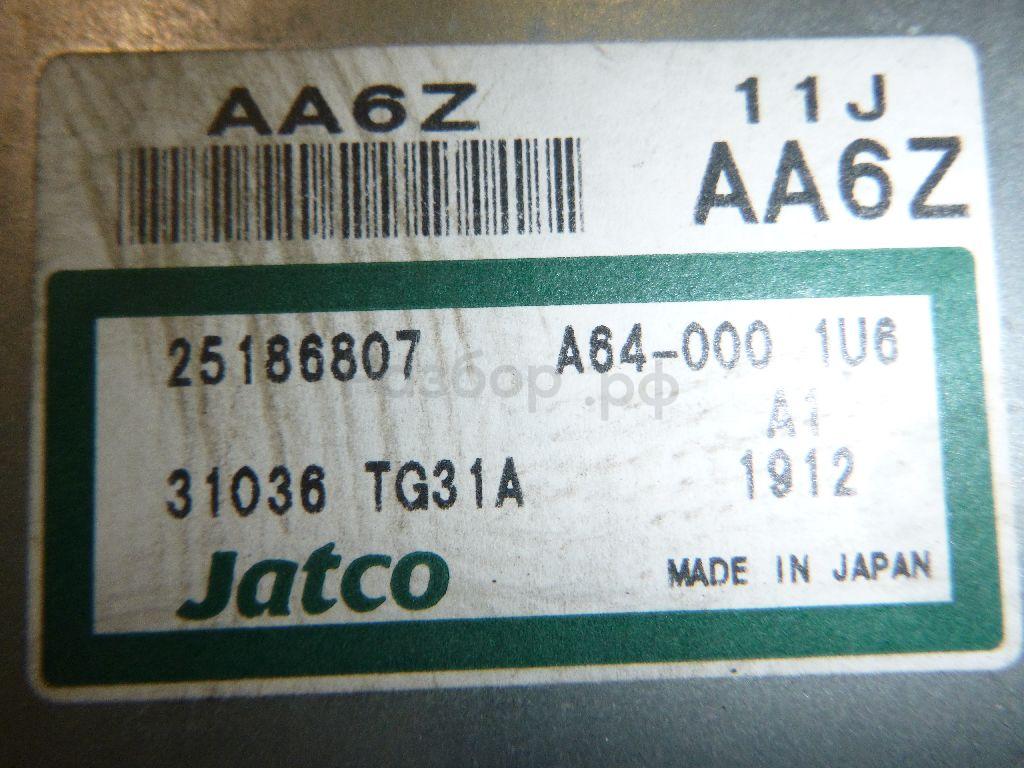 AA6Z
11J
AA6Z
25186807 A64-000 1U6
A1
31036 TG31A 1912
Jatco MADE IN JAPAN